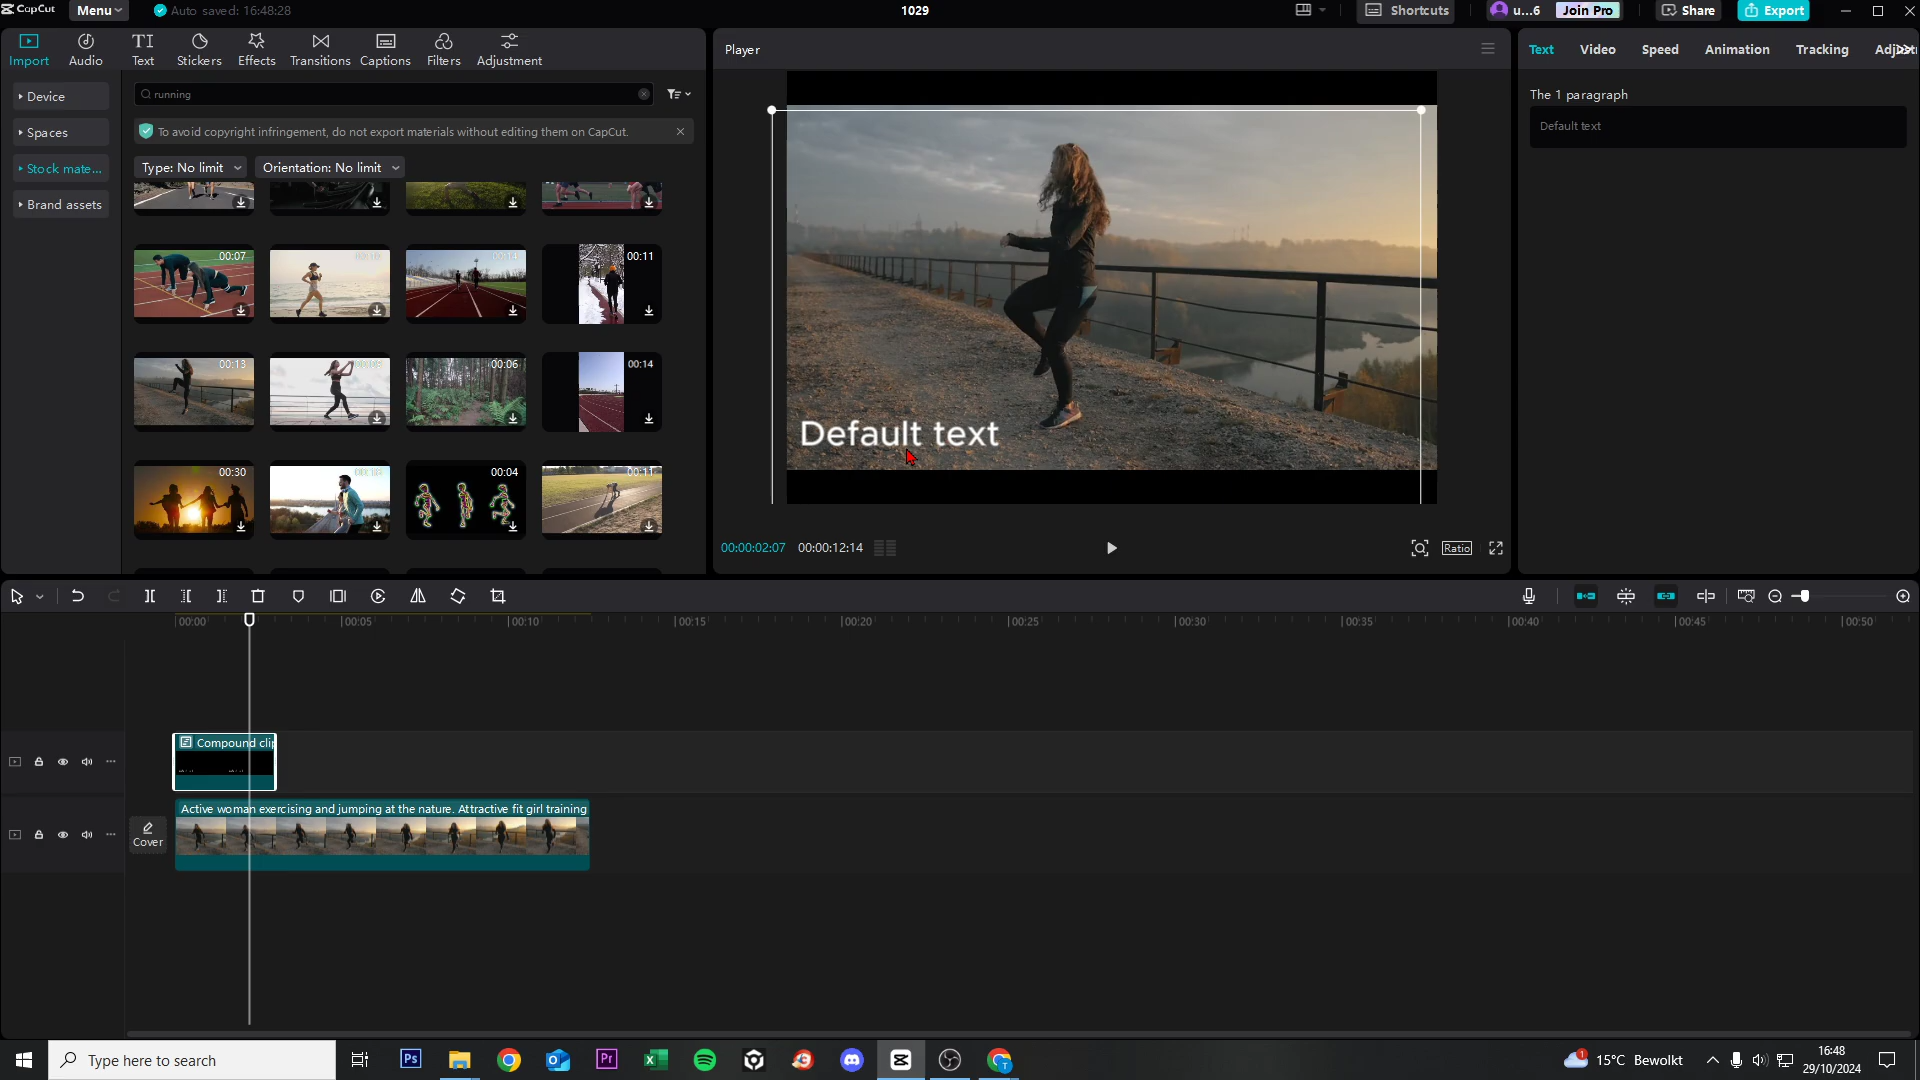 CapCut
Menu
Auto saved: 16:48:28
1029
Shortcuts
u...6
Join Pro
Share
Export
Import
Audio
Text
Stickers
Effects
Transitions
Captions
Filters
Adjustment
Player
Text
Video
Speed
Animation
Tracking
Device
Spaces
Stock mate...
Brand assets
running
To avoid copyright infringement, do not export materials without editing them on CapCut.
Type: No limit
Orientation: No limit
00:07
00:14
00:11
00:13
00:06
00:14
00:30
00:04
00:11
Default text
00:00:02:07
00:00:12:14
Ratio
The 1 paragraph
Default text
00:00
00:05
00:10
00:15
00:20
00:25
00:30
00:35
00:40
00:45
00:50
Compound clip
Cover
Active woman exercising and jumping at the nature. Attractive fit girl training
Type here to search
Ps
Pr
15°C Bewolkt
16:48
29/10/2024